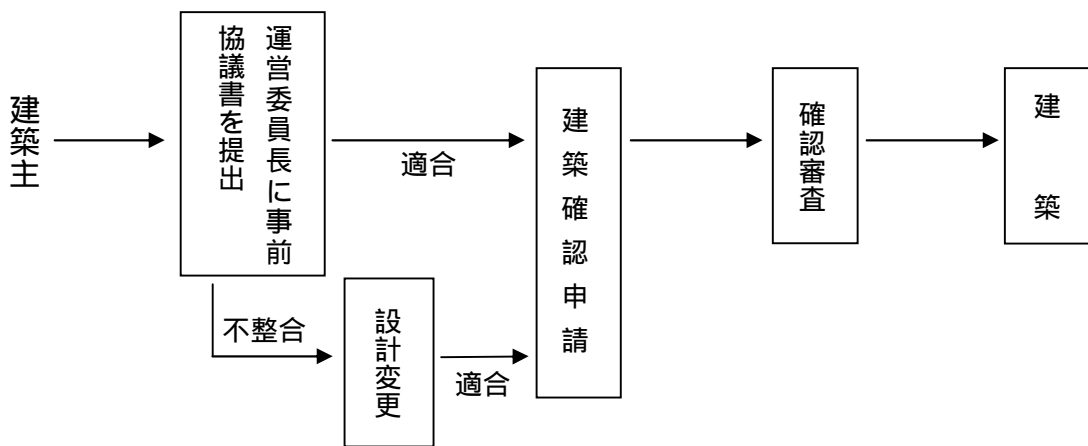 建築主
運営委員長に事前
協議書を提出
適合
不整合
設計変更
適合
建築確認申請
確認審査
建築